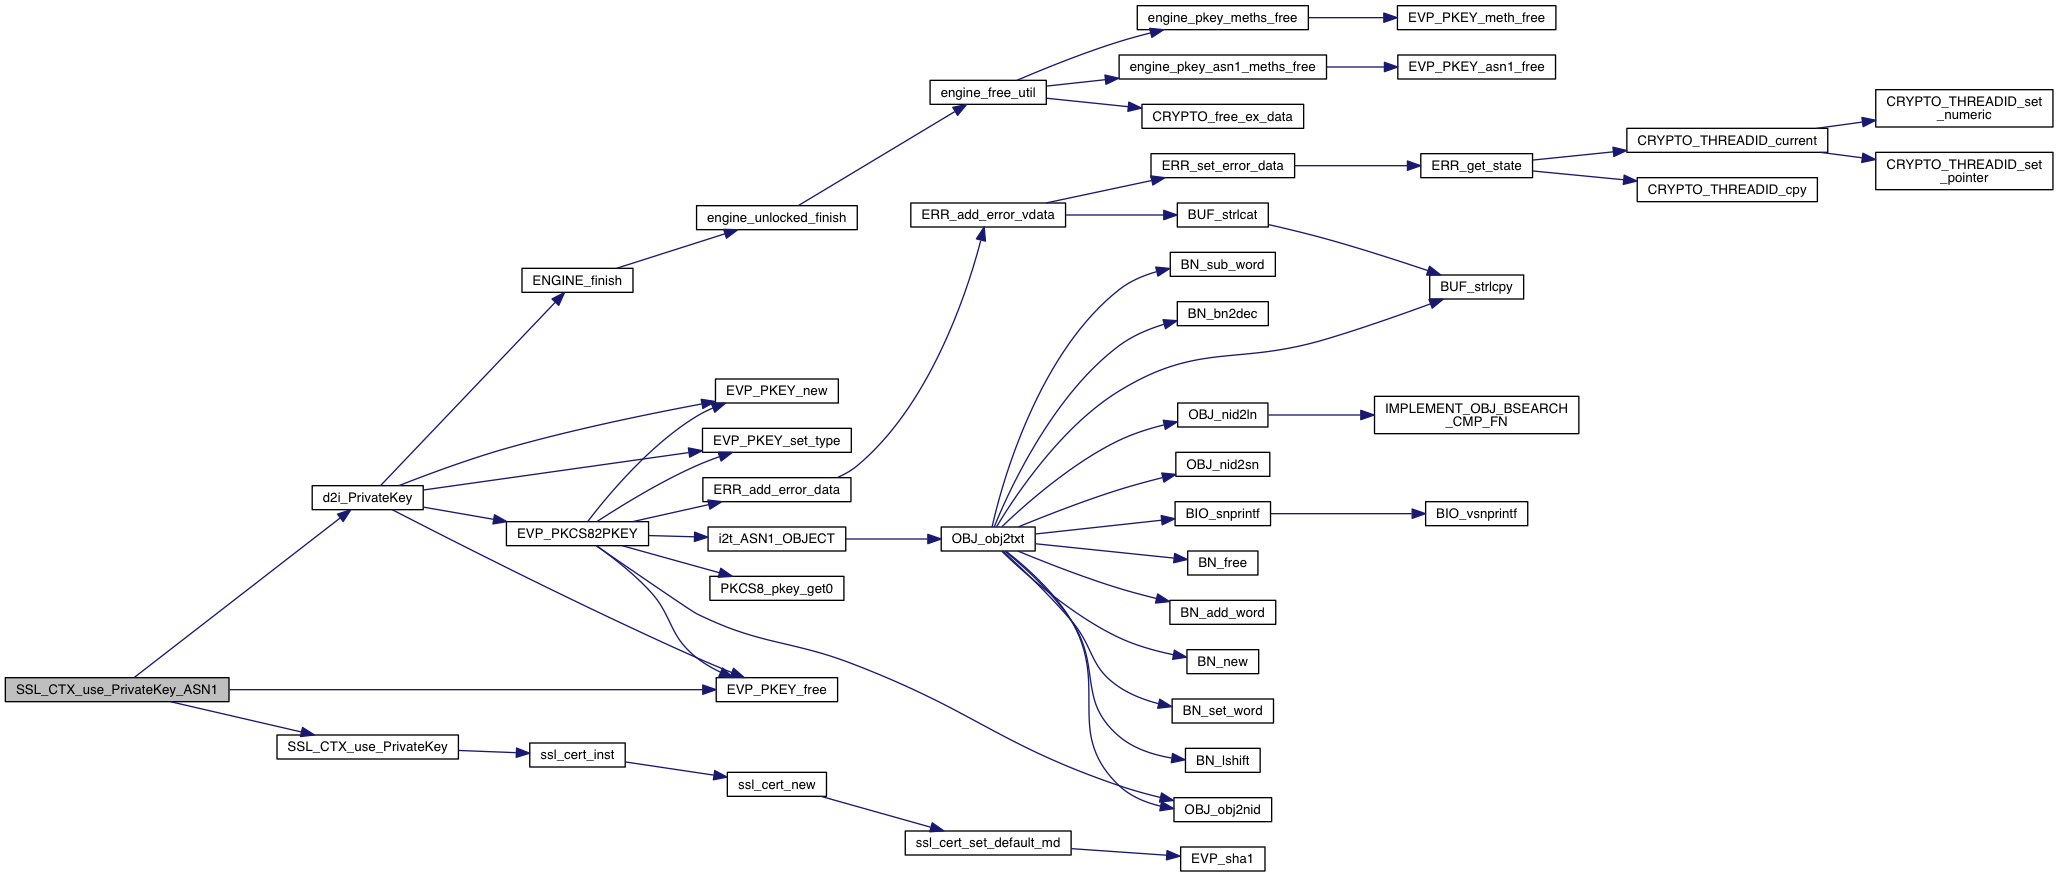 engine_pkey_meths_free
EVP_PKEY_meth_free
engine_pkey_asn1_meths_free
EVP_PKEY_asn1_free
engine_free_util
CRYPTO_free_ex_data
CRYPTO_THREADID_set
_numeric
CRYPTO_THREADID_current
ERR_set_error_data
ERR_get_state
CRYPTO_THREADID_set
_pointer
CRYPTO_THREADID_cpy
engine_unlocked_finish
ERR_add_error_vdata
BUF_strlcat
BN_sub_word
ENGINE_finish
BUF_strlcpy
BN_bn2dec
EVP_PKEY_new
OBJ_nid2ln
IMPLEMENT_OBJ_BSEARCH
_CMP_FN
EVP_PKEY_set_type
OBJ_nid2sn
d2i_PrivateKey
ERR_add_error_data
BIO_snprintf
BIO_vsnprintf
EVP_PKCS82PKEY
i2t_ASN1_OBJECT
OBJ_obj2txt
BN_free
PKCS8_pkey_get0
BN_add_word
BN_new
SSL_CTX_use_PrivateKey_ASN1
EVP_PKEY_free
BN_set_word
SSL_CTX_use_PrivateKey
ssl_cert_inst
BN_lshift
ssl_cert_new
OBJ_obj2nid
ssl_cert_set_default_md
EVP_sha1